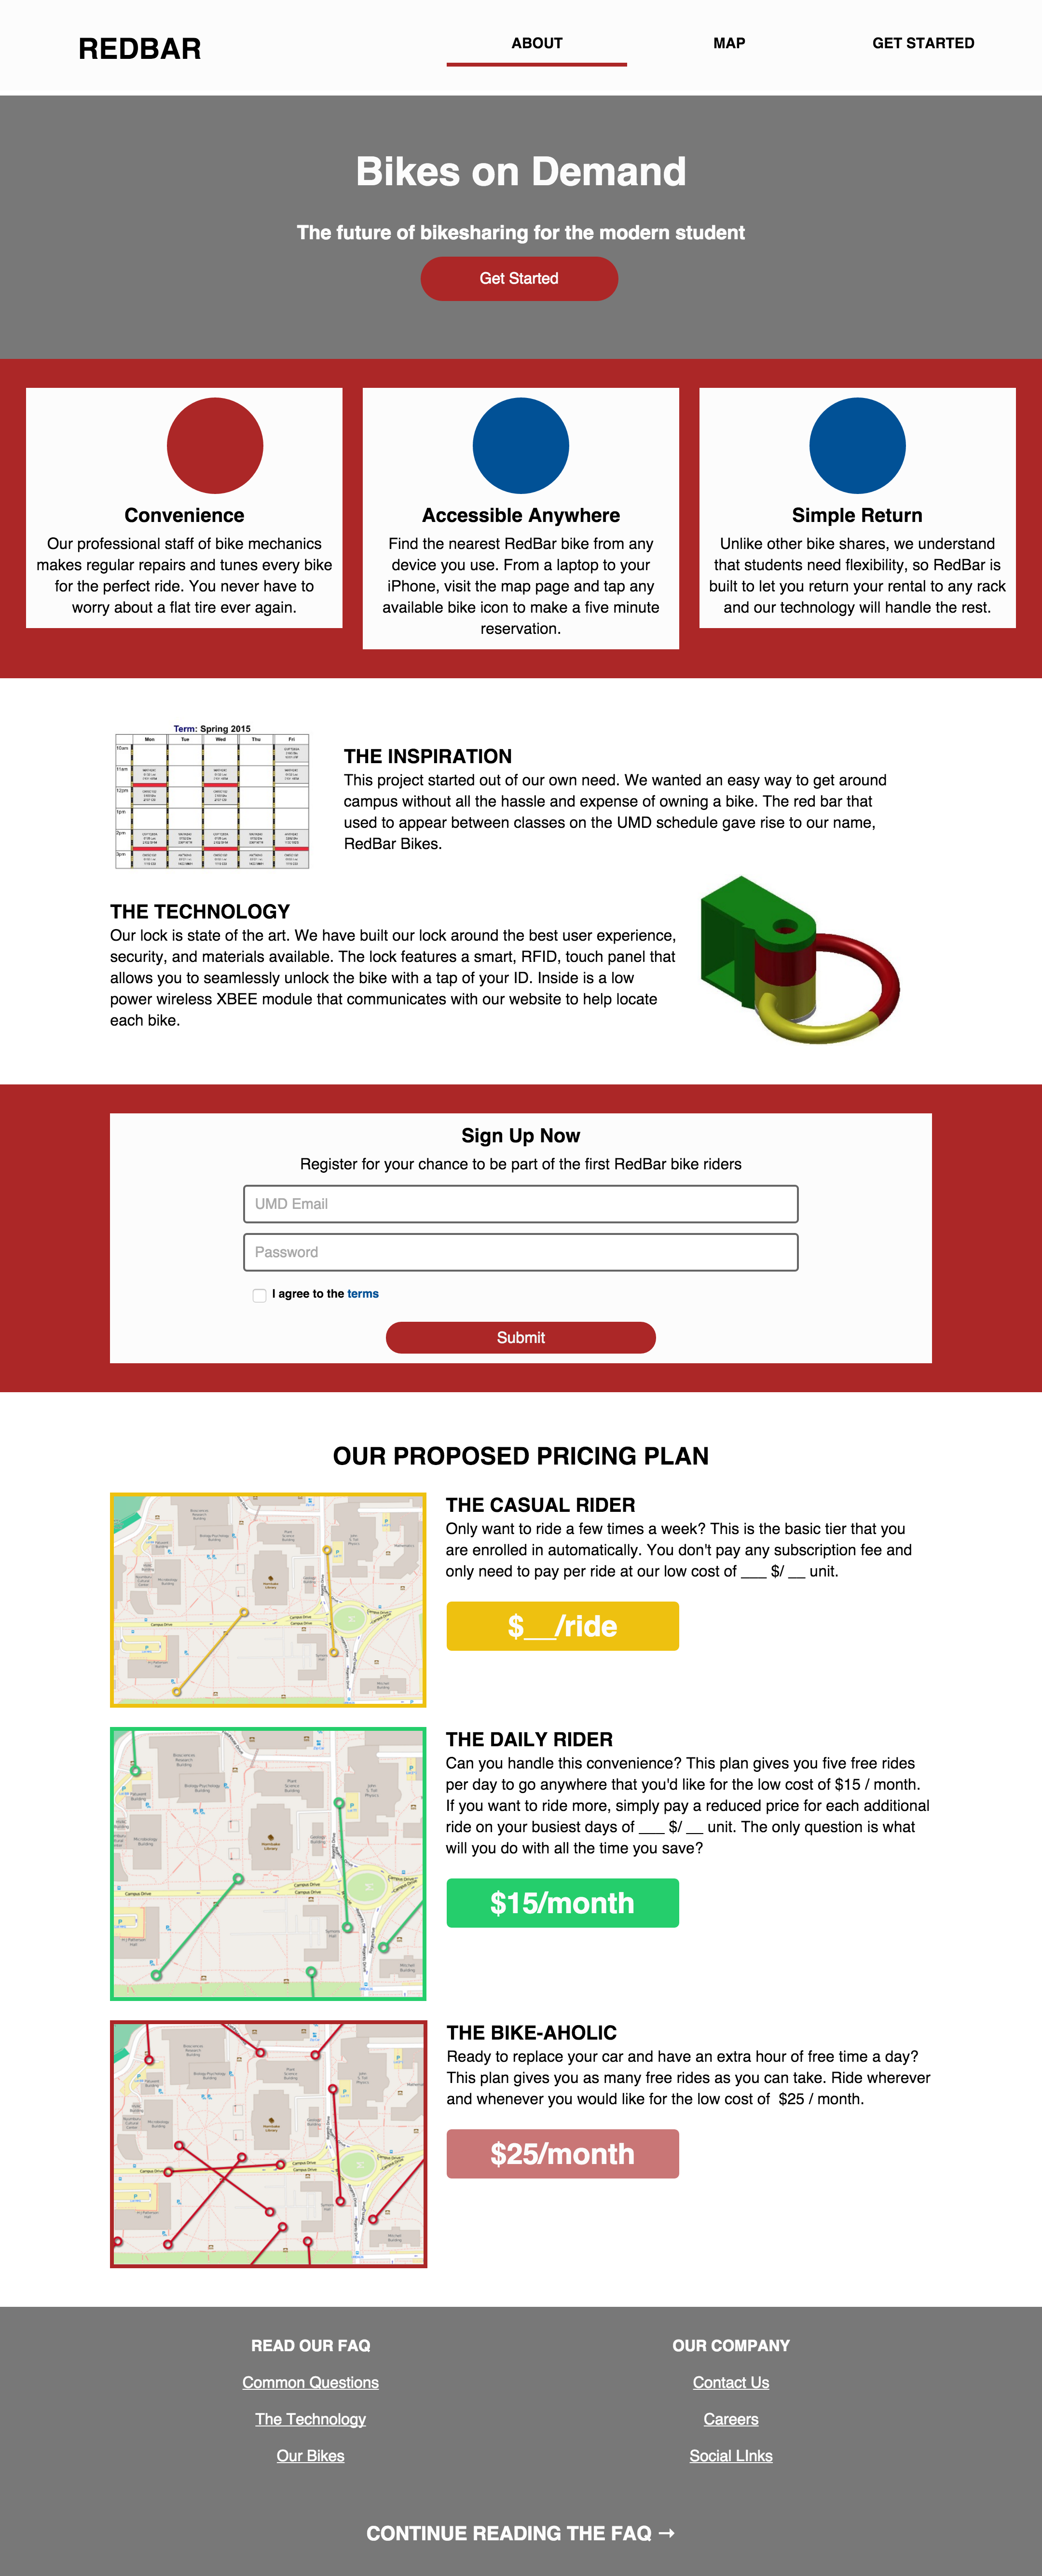 REDBAR
ABOUT
MAP
GET STARTED
Bikes on Demand
The future of bikesharing for the modern student
Get Started
Convenience
Our professional staff of bike mechanics
makes regular repairs and tunes every bike
for the perfect ride. You never have to
worry about a flat tire ever again.
Accessible Anywhere
Find the nearest RedBar bike from any
device you use. From a laptop to your
iPhone, visit the map page and tap any
available bike icon to make a five minute
reservation.
Simple Return
Unlike other bike shares, we understand
that students need flexibility, so RedBar is
built to let you return your rental to any rack
and our technology will handle the rest.
Term: Spring 2015
Mon Tue Wed Thu Fri
10am
11am
12pm
1pm
2pm
3pm
THE INSPIRATION
This project started out of our own need. We wanted an easy way to get around
campus without all the hassle and expense of owning a bike. The red bar that
used to appear between classes on the UMD schedule gave rise to our name,
RedBar Bikes.
THE TECHNOLOGY
Our lock is state of the art. We have built our lock around the best user experience,
security, and materials available. The lock features a smart, RFID, touch panel that
allows you to seamlessly unlock the bike with a tap of your ID. Inside is a low
power wireless XBEE module that communicates with our website to help locate
each bike.
Sign Up Now
Register for your chance to be part of the first RedBar bike riders
UMD Email
Password
I agree to the terms
Submit
OUR PROPOSED PRICING PLAN
THE CASUAL RIDER
Only want to ride a few times a week? This is the basic tier that you
are enrolled in automatically. You don't pay any subscription fee and
only need to pay per ride at our low cost of ___ $/ __ unit.
$__/ride
THE DAILY RIDER
Can you handle this convenience? This plan gives you five free rides
per day to go anywhere that you'd like for the low cost of $15 / month.
If you want to ride more, simply pay a reduced price for each additional
ride on your busiest days of ___ $/ __ unit. The only question is what
will you do with all the time you save?
$15/month
THE BIKE-AHOLIC
Ready to replace your car and have an extra hour of free time a day?
This plan gives you as many free rides as you can take. Ride wherever
and whenever you would like for the low cost of  $25 / month.
$25/month
READ OUR FAQ
Common Questions
The Technology
Our Bikes
OUR COMPANY
Contact Us
Careers
Social LInks
CONTINUE READING THE FAQ →